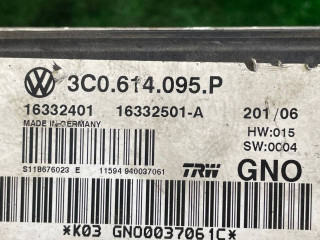 3C0.614.095.P
16332401 16332501-A 201/06
MADE IN GERMANY HW:015
SW:0004
S118676023 E 11594 940037061 TRW GNO
*K03 GNO0037061C*